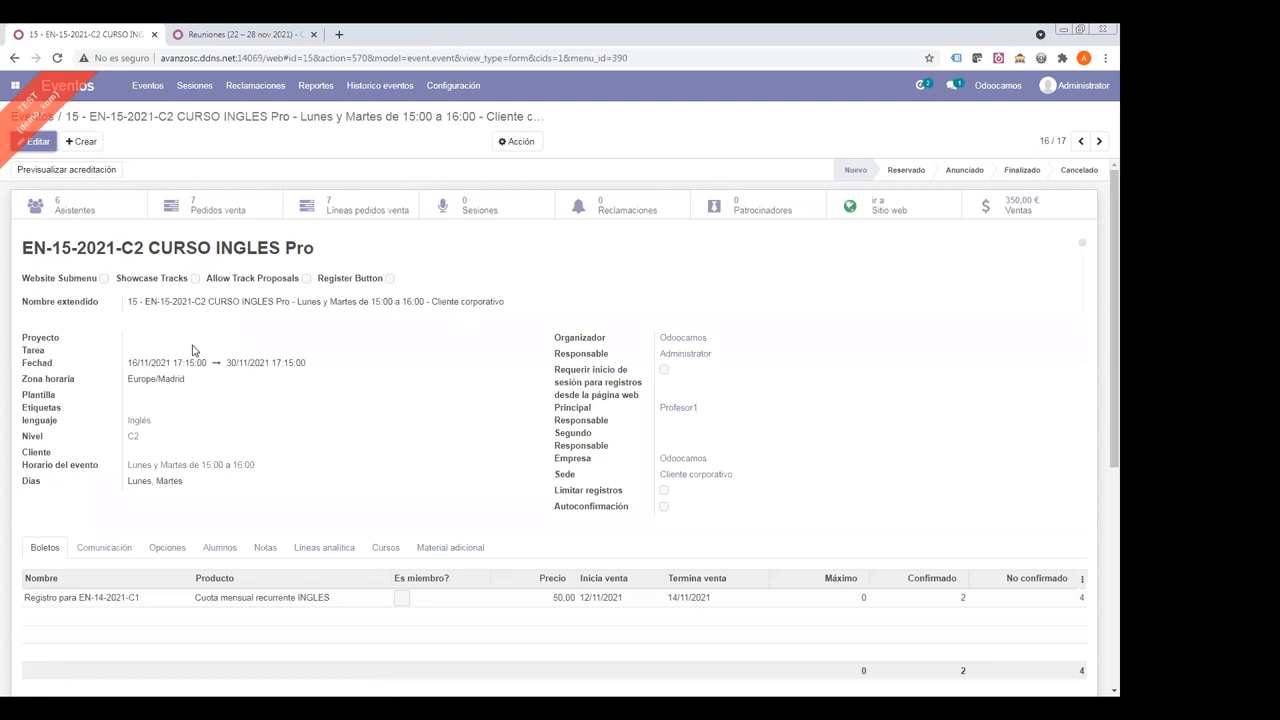 15 - EN-15-2021-C2 CURSO ING
Reuniones (22 – 28 nov 2021) - C
No es seguro
avanzosc.ddns.net:14069/web#id=15&action=570&model=event.event&view_type=form&cids=1&menu_id=390
A
TEST
Eventos
Eventos
Sesiones
Reclamaciones
Reportes
Historico eventos
Configuración
2
1
Odoocamos
Administrator
Eventos / 15 - EN-15-2021-C2 CURSO INGLES Pro - Lunes y Martes de 15:00 a 16:00 - Cliente c...
Editar
+ Crear
Acción
16 / 17
Previsualizar acreditación
Nuevo
Reservado
Anunciado
Finalizado
Cancelado
6
Asistentes
7
Pedidos venta
7
Líneas pedidos venta
0
Sesiones
0
Reclamaciones
0
Patrocinadores
ir a
Sitio web
$
350,00 €
Ventas
EN-15-2021-C2 CURSO INGLES Pro
Website Submenu
Showcase Tracks
Allow Track Proposals
Register Button
Nombre extendido
15 - EN-15-2021-C2 CURSO INGLES Pro - Lunes y Martes de 15:00 a 16:00 - Cliente corporativo
Proyecto
Tarea
Fechad
16/11/2021 17:15:00 → 30/11/2021 17:15:00
Zona horaria
Europe/Madrid
Plantilla
Etiquetas
lenguaje
Inglés
Nivel
C2
Cliente
Horario del evento
Lunes y Martes de 15:00 a 16:00
Días
Lunes, Martes
Organizador
Odoocamos
Responsable
Administrator
Requerir inicio de
sesión para registros
desde la página web
Principal
Responsable
Profesor1
Segundo
Responsable
Empresa
Odoocamos
Sede
Cliente corporativo
Limitar registros
Autoconfirmación
Boletos
Comunicación
Opciones
Alumnos
Notas
Líneas analítica
Cursos
Material adicional
Nombre
Producto
Es miembro?
Precio
Inicia venta
Termina venta
Máximo
Confirmado
No confirmado
Registro para EN-14-2021-C1
Cuota mensual recurrente INGLES
50,00
12/11/2021
14/11/2021
0
2
4
0
2
4